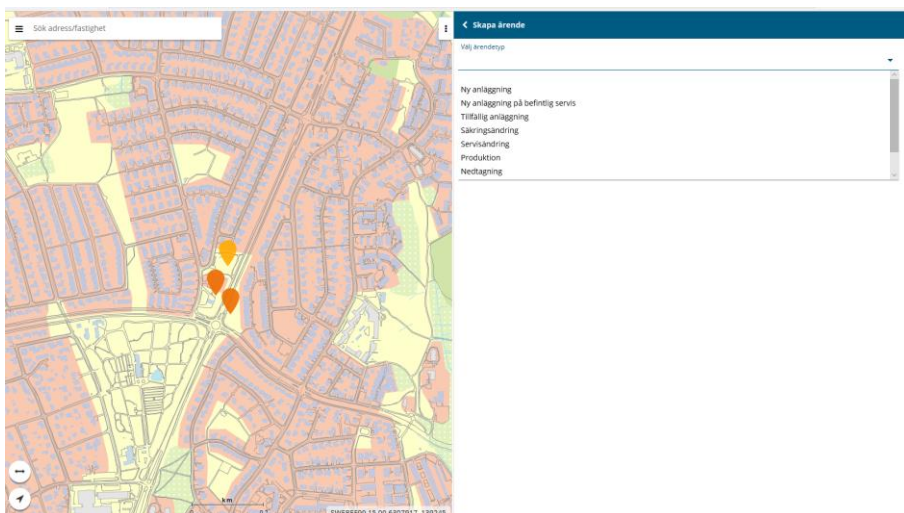 Sök adress/fastighet
Skapa ärende
Välj ärendetyp
Ny anläggning
Ny anläggning på befintlig servis
Tillfällig anläggning
Säkringsändring
Servisändring
Produktion
Nedtagning
km